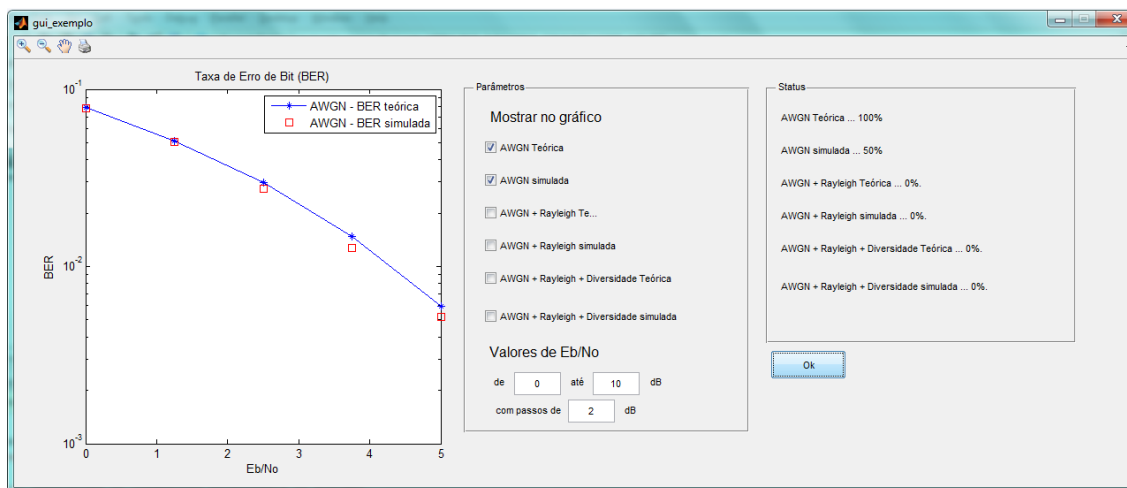 gui_exemplo
Taxa de Erro de Bit (BER)
10^-1
10^-2
10^-3
BER
0 1 2 3 4 5
Eb/No
AWGN - BER teórica
AWGN - BER simulada
Parâmetros
Mostrar no gráfico
AWGN Teórica
AWGN simulada
AWGN + Rayleigh Te...
AWGN + Rayleigh simulada
AWGN + Rayleigh + Diversidade Teórica
AWGN + Rayleigh + Diversidade simulada
Valores de Eb/No
de 0 até 10 dB
com passos de 2 dB
Status
AWGN Teórica ... 100%
AWGN simulada ... 50%
AWGN + Rayleigh Teórica ... 0%.
AWGN + Rayleigh simulada ... 0%.
AWGN + Rayleigh + Diversidade Teórica ... 0%.
AWGN + Rayleigh + Diversidade simulada ... 0%.
Ok